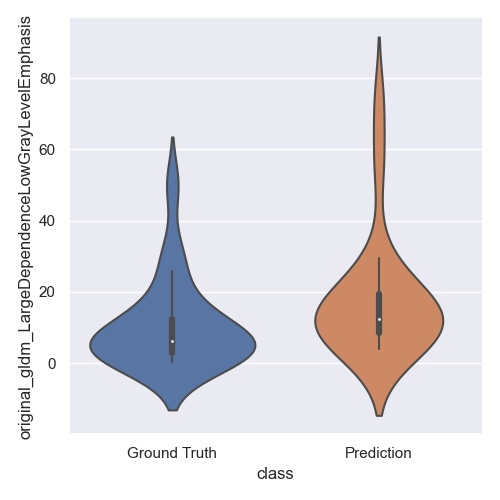 original_gldm_LargeDependenceLowGrayLevelEmphasis
80
60
40
20
0
Ground Truth
Prediction
class